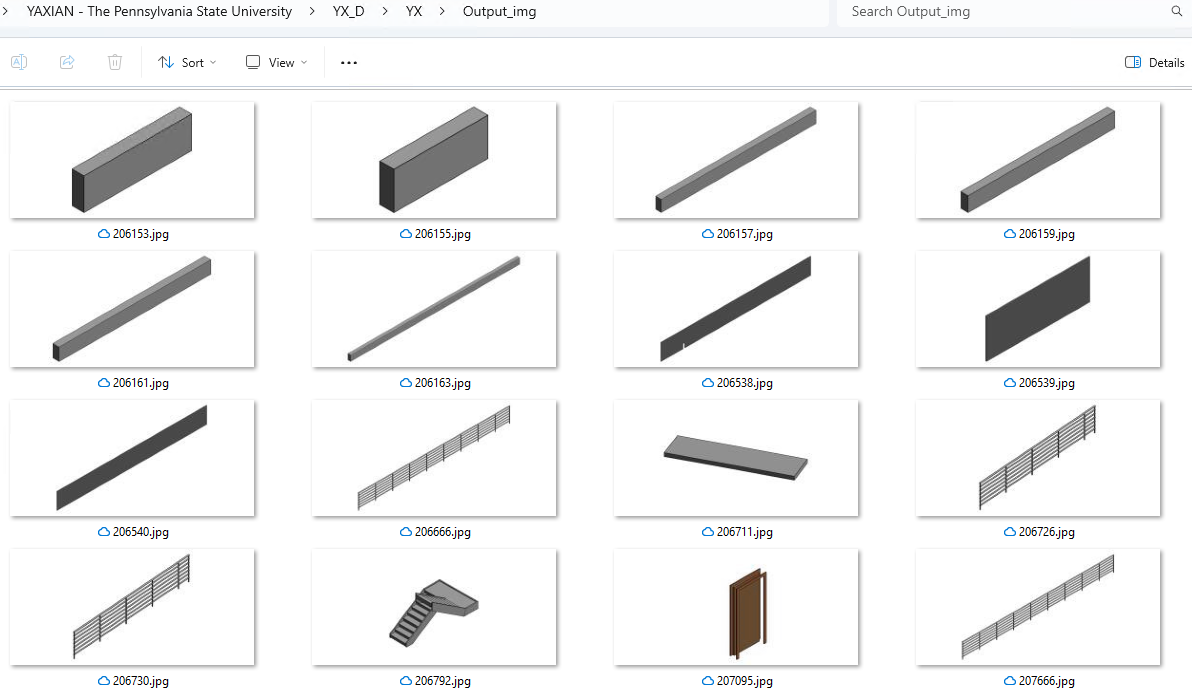 YAXIAN - The Pennsylvania State University > YX_D > YX > Output_img
Search Output_img
Sort
View
Details
206153.jpg
206155.jpg
206157.jpg
206159.jpg
206161.jpg
206163.jpg
206538.jpg
206539.jpg
206540.jpg
206666.jpg
206711.jpg
206726.jpg
206730.jpg
206792.jpg
207095.jpg
207666.jpg